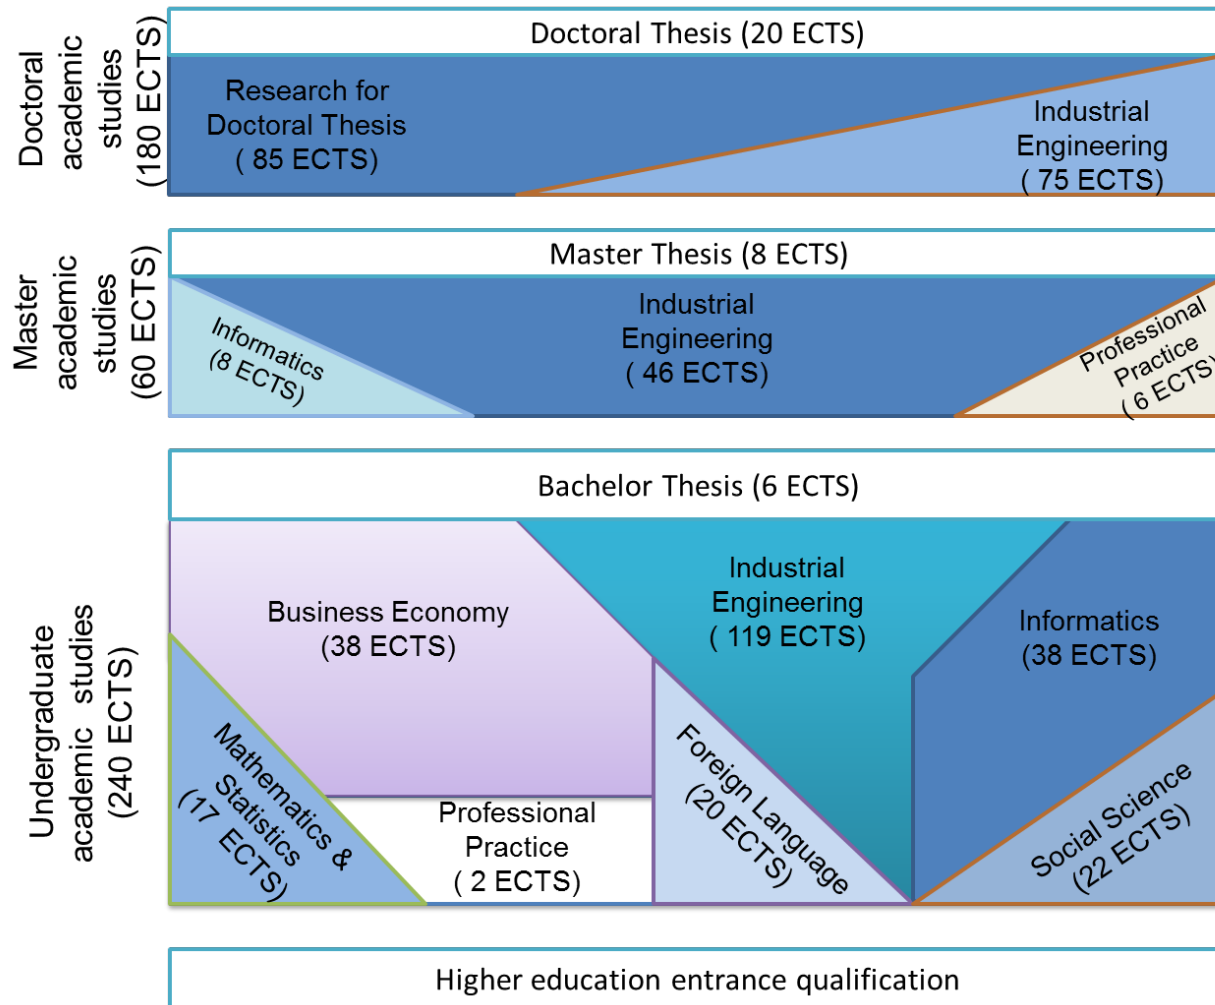 Doctoral
academic
studies
(180 ECTS)
Doctoral Thesis (20 ECTS)
Research for
Doctoral Thesis
( 85 ECTS)
Industrial
Engineering
( 75 ECTS)
Master
academic
studies
(60 ECTS)
Master Thesis (8 ECTS)
Informatics
(8 ECTS)
Industrial
Engineering
( 46 ECTS)
Professional
Practice
( 6 ECTS)
Undergraduate
academic studies
(240 ECTS)
Bachelor Thesis (6 ECTS)
Business Economy
(38 ECTS)
Industrial
Engineering
( 119 ECTS)
Informatics
(38 ECTS)
Mathematics &
Statistics
(17 ECTS)
Professional
Practice
( 2 ECTS)
Foreign Language
(20 ECTS)
Social Science
(22 ECTS)
Higher education entrance qualification